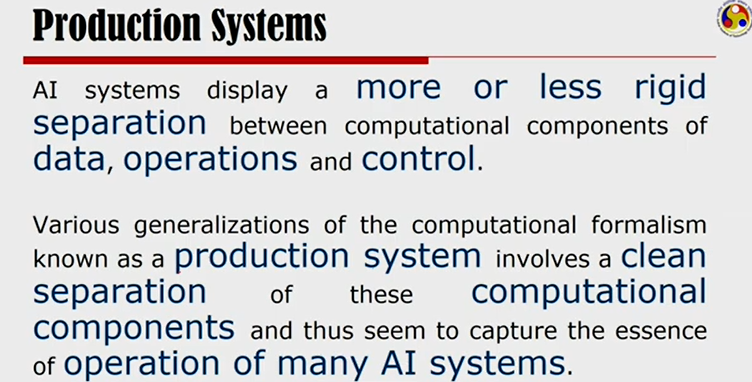 Production Systems
AI systems display a more or less rigid
separation between computational components of
data, operations and control.
Various generalizations of the computational formalism
known as a production system involves a clean
separation of these computational
components and thus seem to capture the essence
of operation of many AI systems.